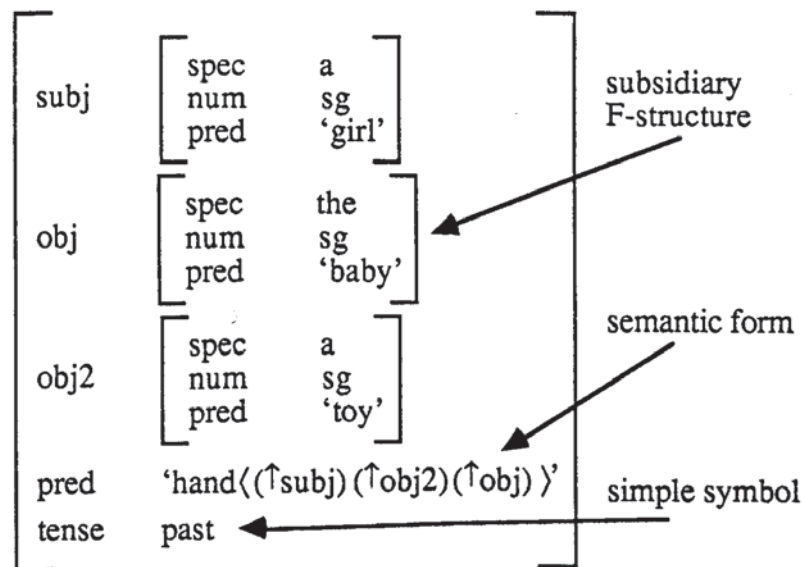 spec a
subj num sg
pred ‘girl’
subsidiary
F-structure
spec the
obj num sg
pred ‘baby’
spec a
obj2 num sg
pred ‘toy’
semantic form
pred ‘hand⟨(↑subj)(↑obj2)(↑obj)⟩’
simple symbol
tense past